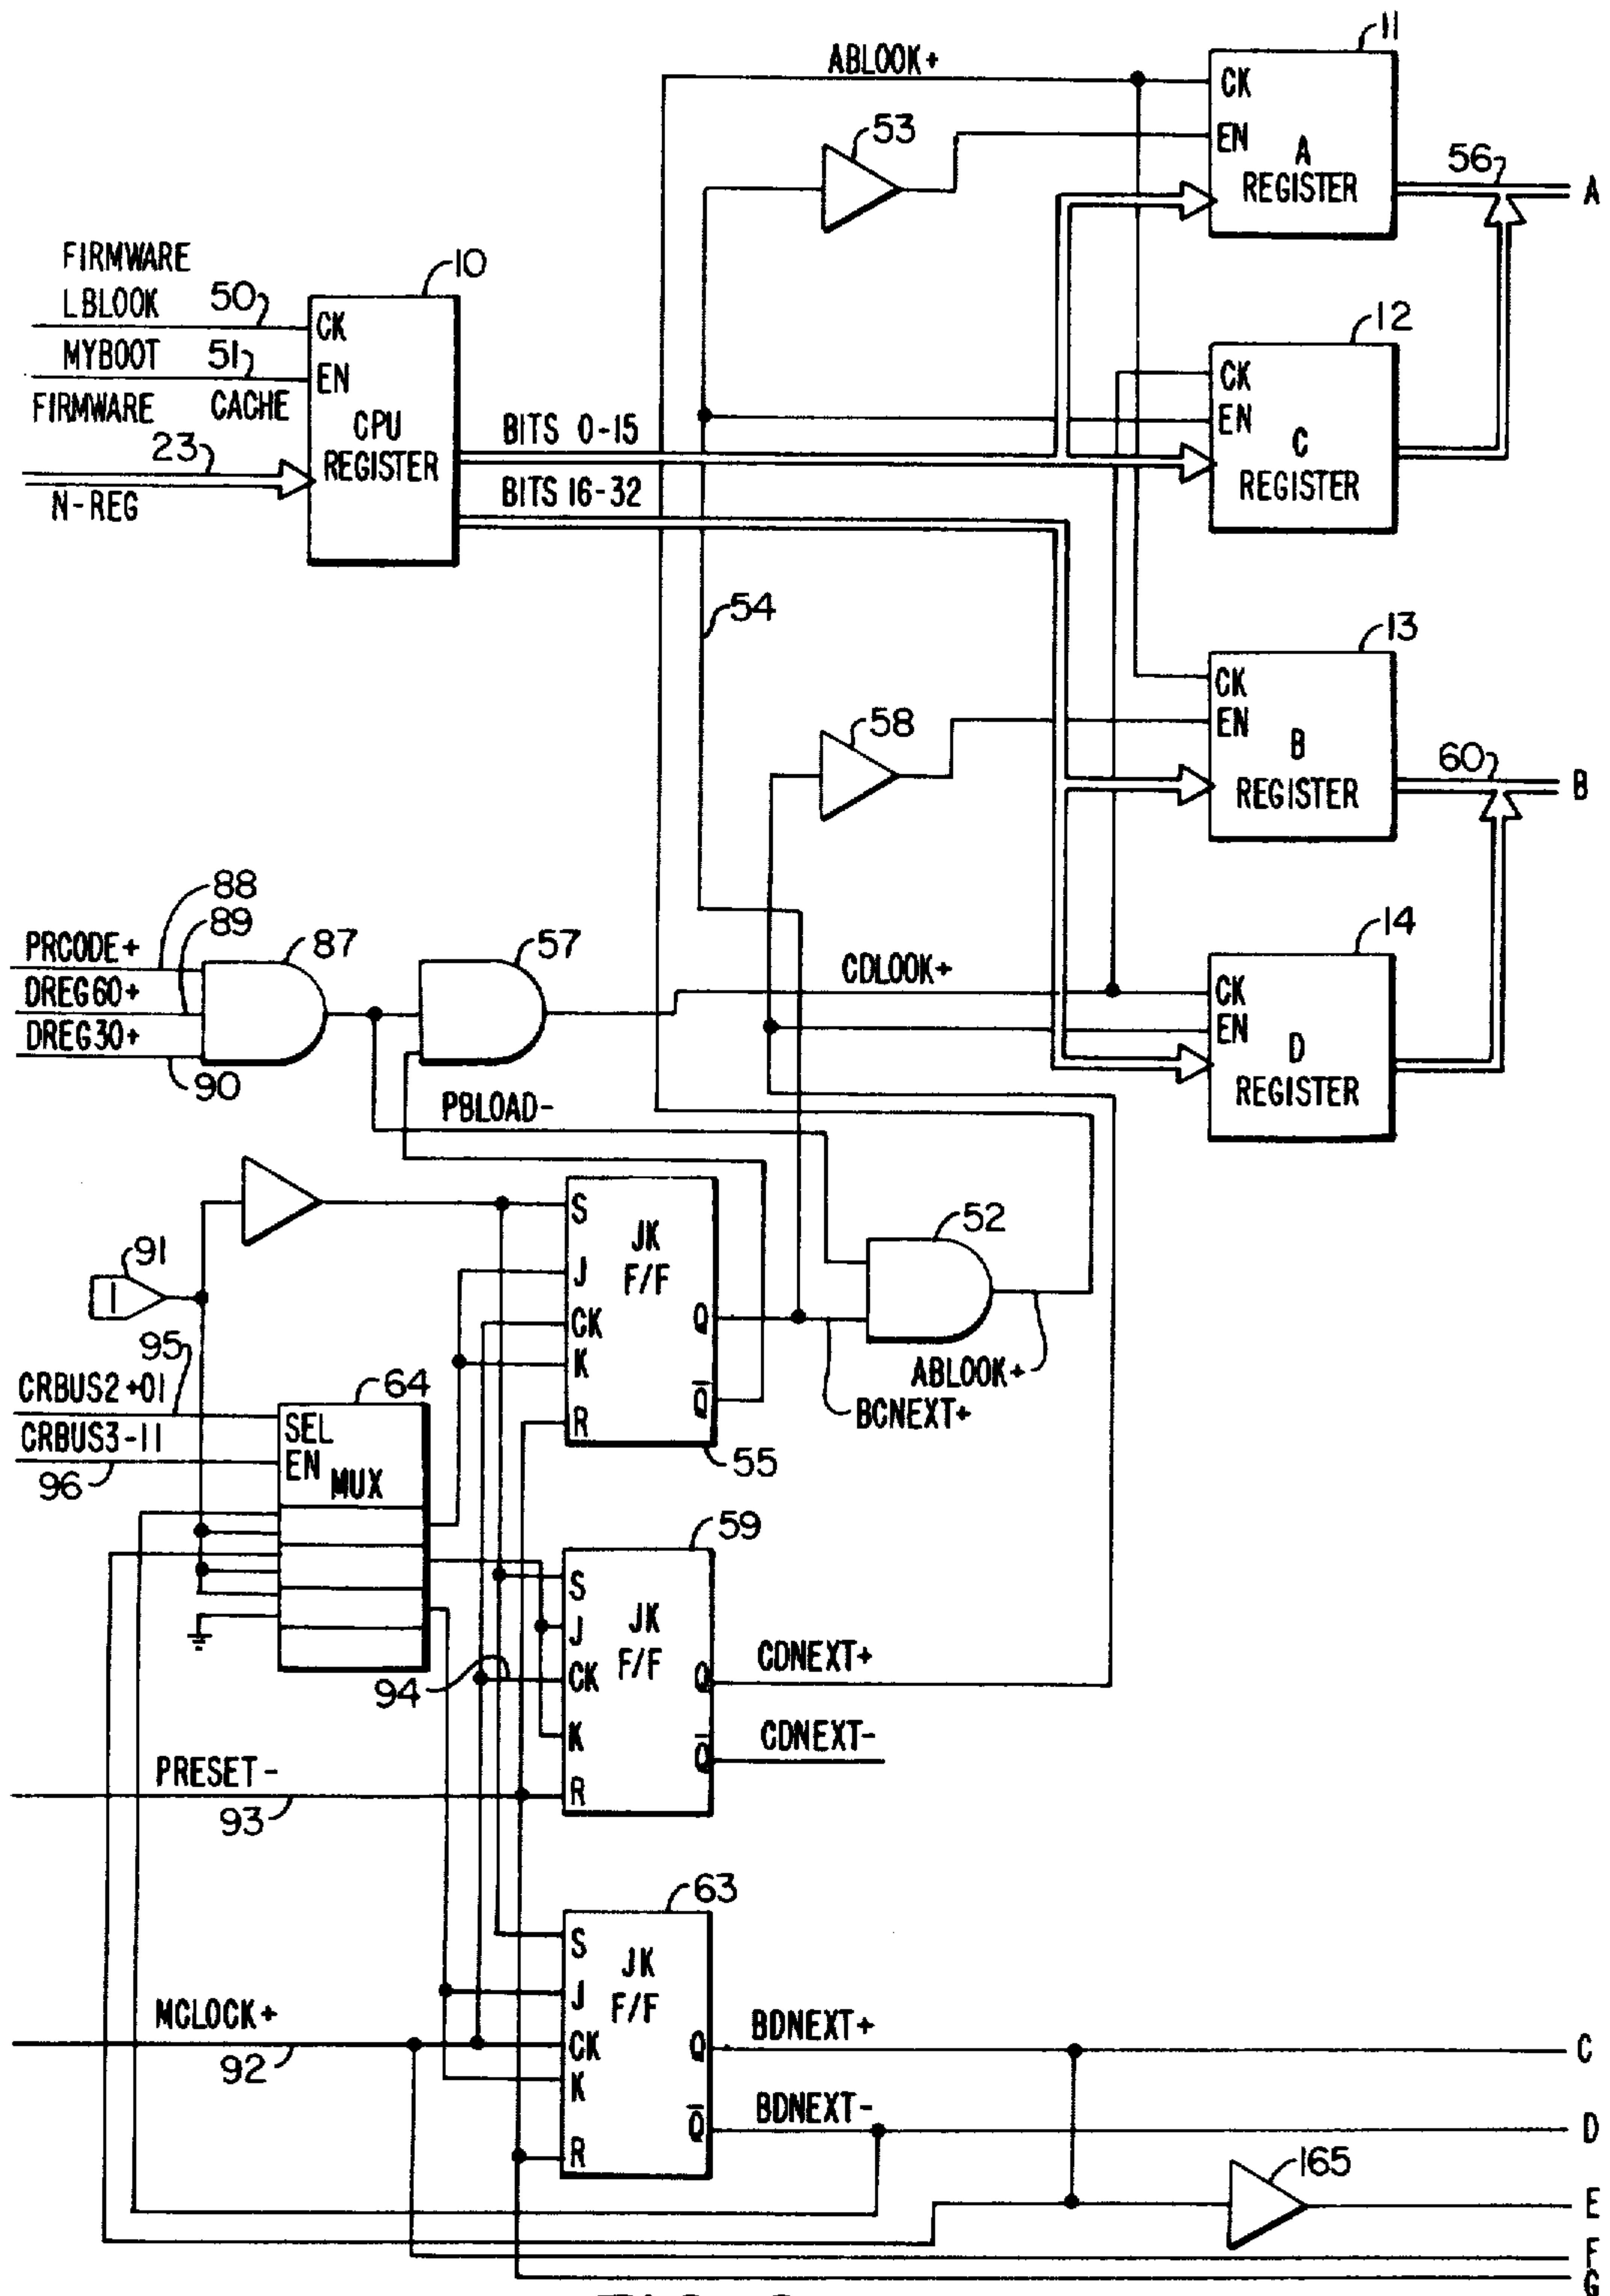 11
ABLOOK+
CK
EN
A
REGISTER
53
56
A
FIRMWARE
LBLOOK
50
10
CK
MYBOOT
51
EN
FIRMWARE
CACHE
CPU
REGISTER
23
N-REG
BITS 0-15
BITS 16-32
12
CK
EN
C
REGISTER
54
13
CK
EN
B
REGISTER
58
60
B
88
89
PRCODE+
87
57
DREG60+
DREG30+
90
CDLOOK+
14
CK
EN
D
REGISTER
PBLOAD-
S
JK
F/F
J
CK
K
R
Q
Q̅
55
52
ABLOOK+
BCNEXT+
91
1
95
CRBUS2+01
64
CRBUS3-11
96
SEL
EN
MUX
59
S
J
JK
F/F
CK
K
R
Q
Q̅
94
CDNEXT+
CDNEXT-
PRESET-
93
63
S
JK
J
F/F
CK
K
R
Q
Q̅
MCLOCK+
92
BDNEXT+
C
BDNEXT-
D
165
E
F
G